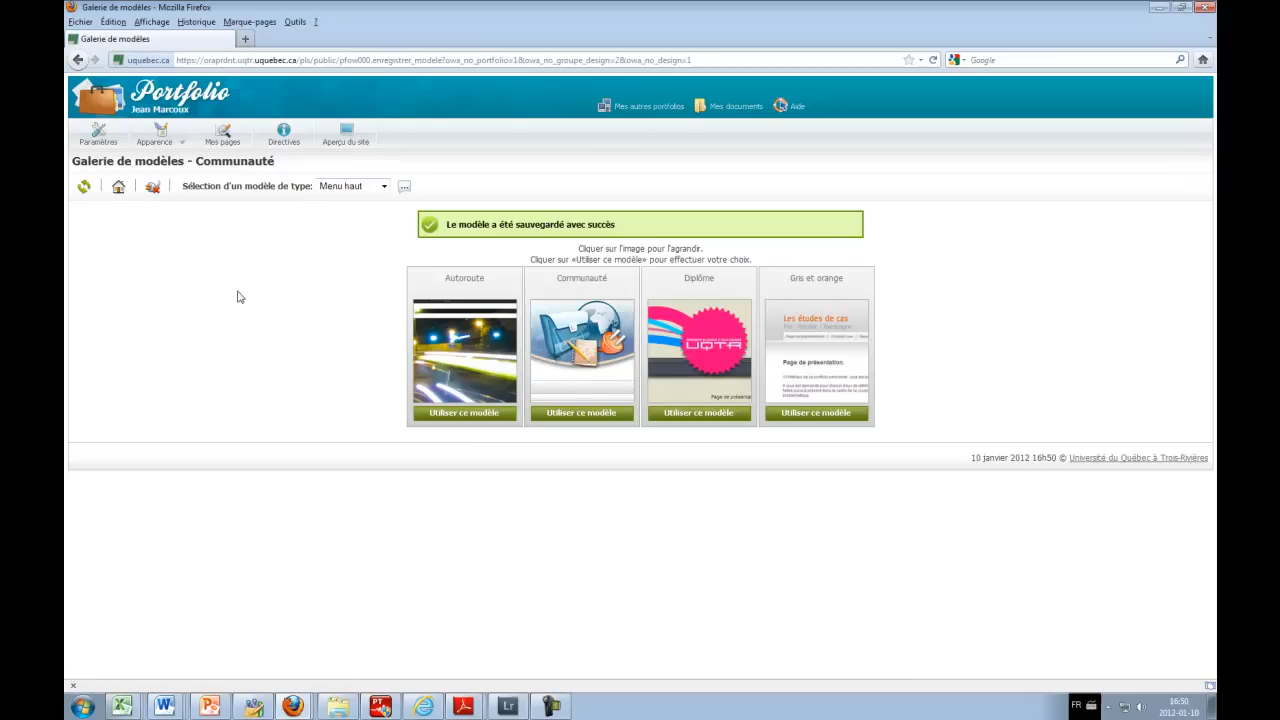 Galerie de modèles - Mozilla Firefox
Fichier Édition Affichage Historique Marque-pages Outils ?
Galerie de modèles
uquebec.ca https://oraprdnt.uqtr.uquebec.ca/pls/public/pfow000.enregistrer_modele?owa_no_portfolio=1&owa_no_groupe_design=2&owa_no_design=1 Google
Portfolio
Jean Marcoux
Mes autres portfolios Mes documents Aide
Paramètres Apparence Mes pages Directives Aperçu du site
Galerie de modèles - Communauté
Sélection d'un modèle de type: Menu haut
Le modèle a été sauvegardé avec succès
Cliquer sur l'image pour l'agrandir.
Cliquer sur «Utiliser ce modèle» pour effectuer votre choix.
Autoroute Communauté Diplôme Gris et orange
Les études de cas
UQTR
Page de présentation:
Page de présentat
Utiliser ce modèle Utiliser ce modèle Utiliser ce modèle Utiliser ce modèle
10 janvier 2012 16h50 © Université du Québec à Trois-Rivières
Lr
FR
16:50
2012-01-10